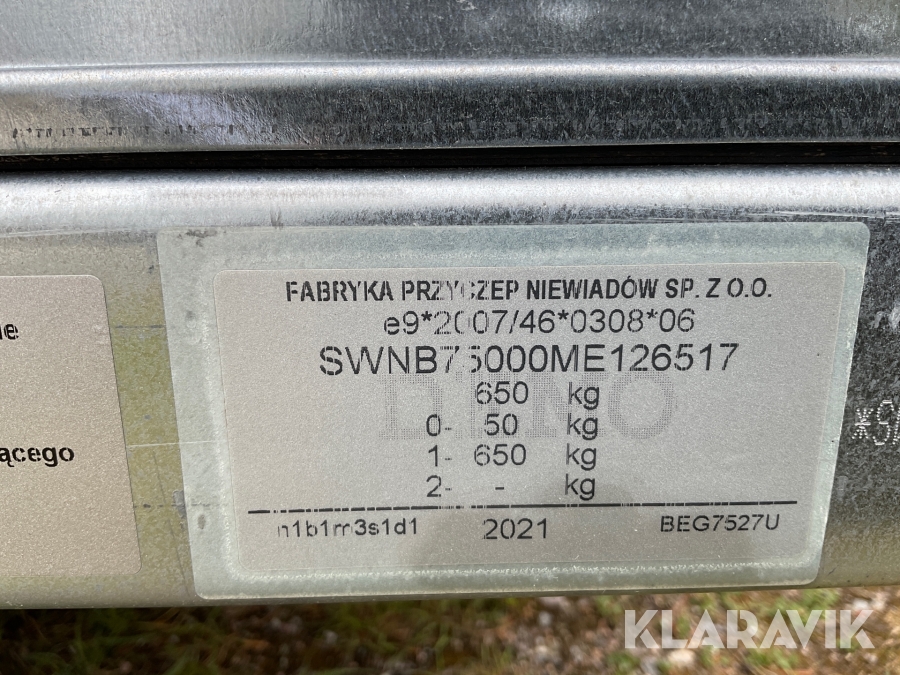 FABRYKA PRZYCZEP NIEWIADÓW SP. Z O.O.
e9*2007/46*0308*06
SWNB75000ME126517
650 kg
0- 50 kg
1- 650 kg
2- - kg
n1b1m3s1d1 2021 BEG7527U
ącego
KLARAVIK